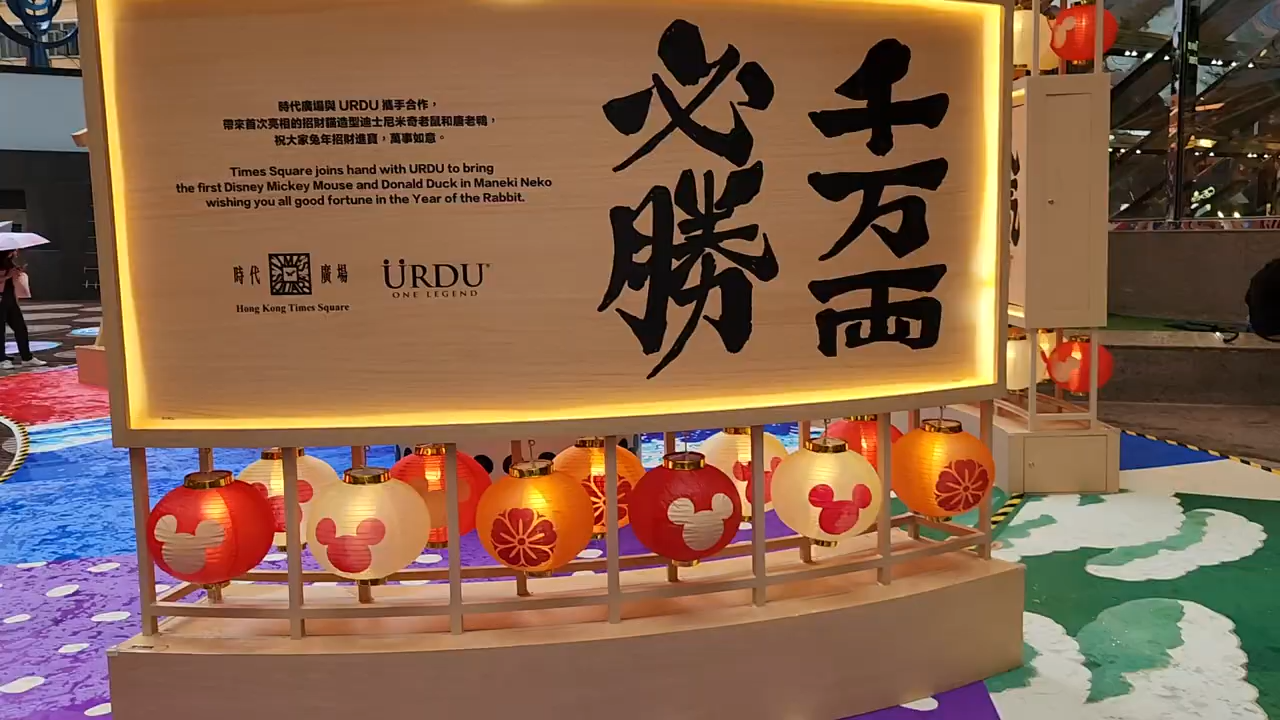 時代廣場與 URDU 攜手合作，
帶來首次亮相的招財貓造型迪士尼米奇老鼠和唐老鴨，
祝大家兔年招財進寶，萬事如意。
Times Square joins hand with URDU to bring
the first Disney Mickey Mouse and Donald Duck in Maneki Neko
wishing you all good fortune in the Year of the Rabbit.
時代 廣場
Hong Kong Times Square
URDU
ONE LEGEND
千万両
必勝